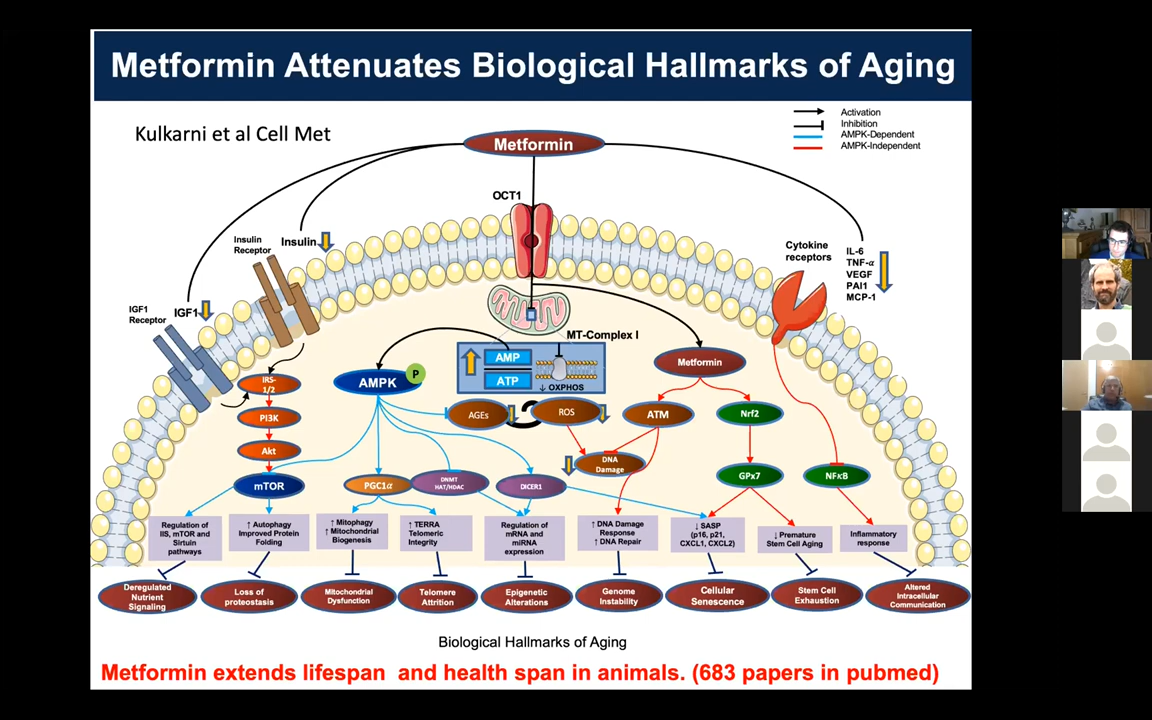 Metformin Attenuates Biological Hallmarks of Aging
Kulkarni et al Cell Met
Activation
Inhibition
AMPK-Dependent
AMPK-Independent
Metformin
OCT1
Insulin
Receptor
Insulin
IGF1
Receptor
IGF1
Cytokine
receptors
IL-6
TNF-α
VEGF
PAI1
MCP-1
MT-Complex I
AMP
ATP
↓ OXPHOS
Metformin
AMPK
P
IRS-
1/2
PI3K
Akt
mTOR
AGEs
ROS
ATM
Nrf2
DNA
Damage
PGC1α
DNMT
HAT/HDAC
DICER1
GPx7
NFκB
Regulation of
IIS, mTOR and
Sirtuin
pathways
↑ Autophagy
Improved Protein
Folding
↑ Mitophagy
↑ Mitochondrial
Biogenesis
↑ TERRA
Telomeric
Integrity
Regulation of
mRNA and
miRNA
expression
↑ DNA Damage
Response
↑ DNA Repair
↓ SASP
(p16, p21,
CXCL1, CXCL2)
↓ Premature
Stem Cell Aging
Inflammatory
response
Deregulated
Nutrient
Signaling
Loss of
proteostasis
Mitochondrial
Dysfunction
Telomere
Attrition
Epigenetic
Alterations
Genome
Instability
Cellular
Senescence
Stem Cell
Exhaustion
Altered
Intracellular
Communication
Biological Hallmarks of Aging
Metformin extends lifespan and health span in animals. (683 papers in pubmed)